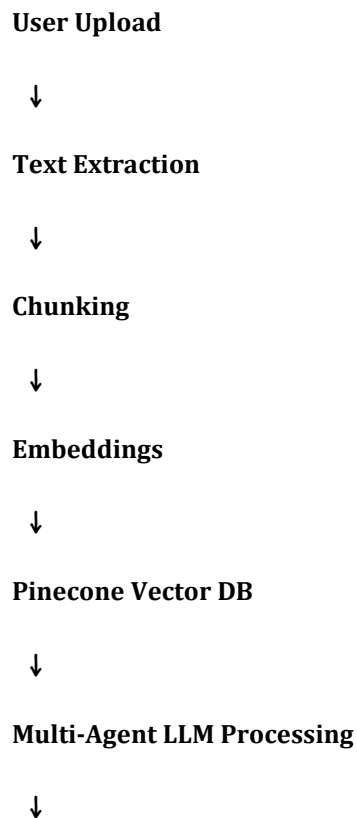 User Upload
↓
Text Extraction
↓
Chunking
↓
Embeddings
↓
Pinecone Vector DB
↓
Multi-Agent LLM Processing
↓